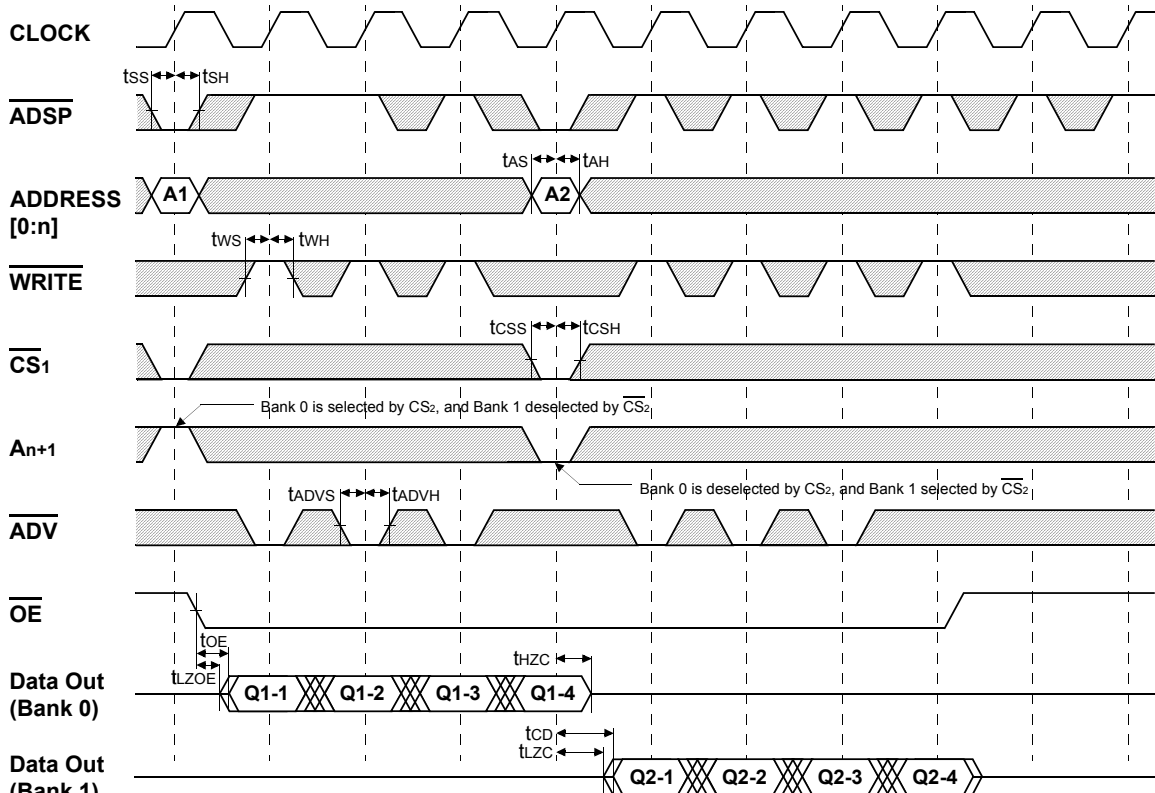 CLOCK
tSS tSH
ADSP
tAS tAH
ADDRESS
[0:n]
A1 A2
tWS tWH
WRITE
tCSS tCSH
CS1
Bank 0 is selected by CS2, and Bank 1 deselected by CS2
An+1
Bank 0 is deselected by CS2, and Bank 1 selected by CS2
tADVS tADVH
ADV
OE
tOE
tLZOE
tHZC
Data Out
(Bank 0)
Q1-1 Q1-2 Q1-3 Q1-4
tCD
tLZC
Data Out
(Bank 1)
Q2-1 Q2-2 Q2-3 Q2-4